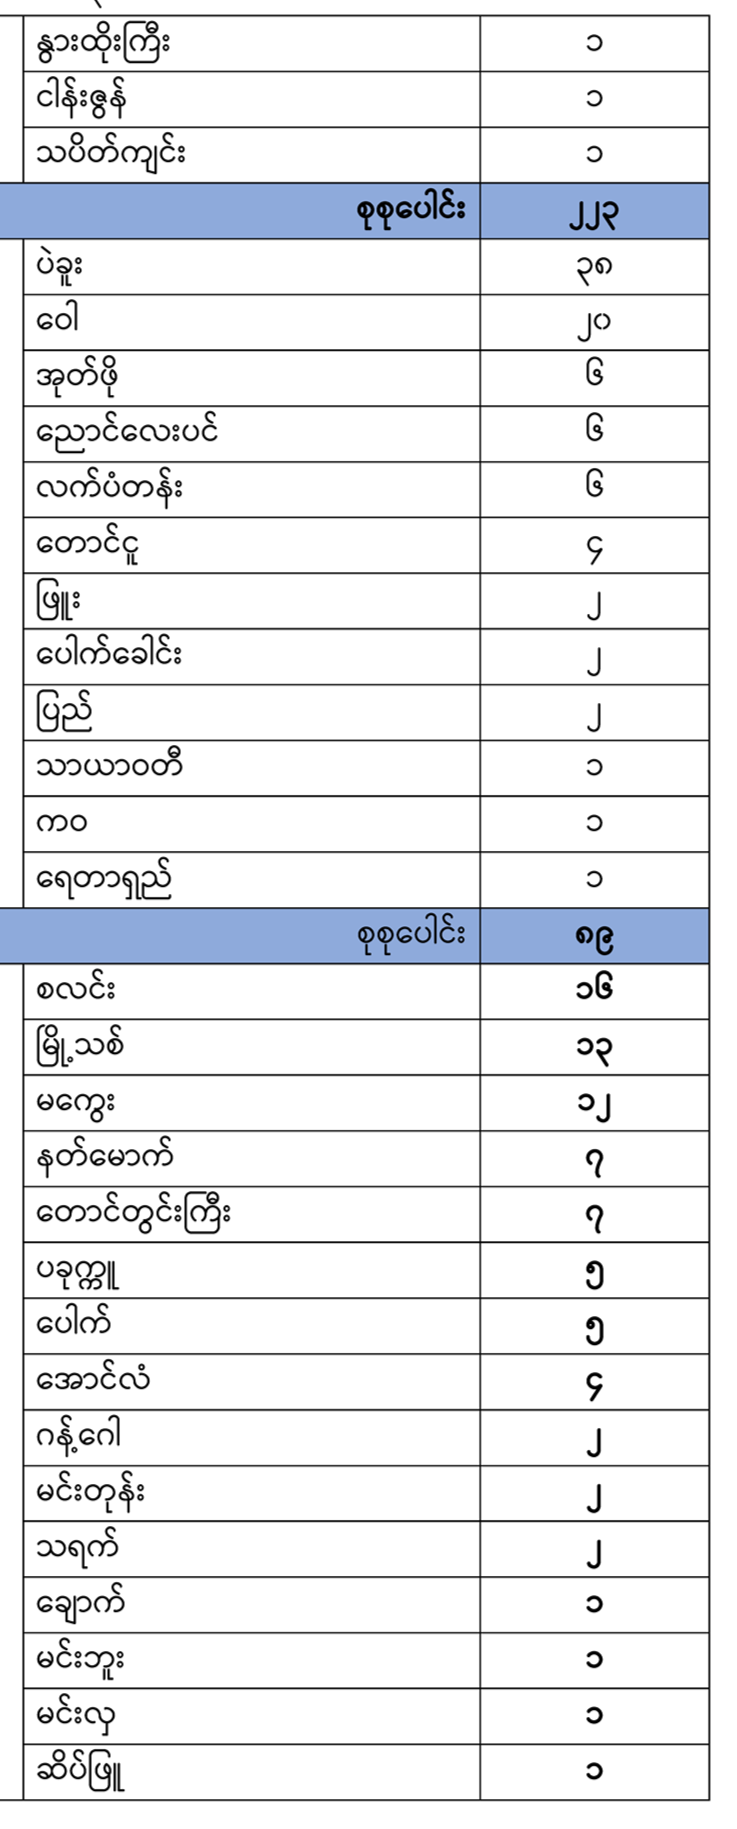 နွားထိုးကြီး ၁
ငါန်းဇွန် ၁
သပိတ်ကျင်း ၁
စုစုပေါင်း ၂၂၃
ပဲခူး ၃၈
ဝေါ ၂၀
အုတ်ဖို ၆
ညောင်လေးပင် ၆
လက်ပံတန်း ၆
တောင်ငူ ၄
ဖြူး ၂
ပေါက်ခေါင်း ၂
ပြည် ၂
သာယာဝတီ ၁
ကဝ ၁
ရေတာရှည် ၁
စုစုပေါင်း ၈၉
စလင်း ၁၆
မြို့သစ် ၁၃
မကွေး ၁၂
နတ်မောက် ၇
တောင်တွင်းကြီး ၇
ပခုက္ကူ ၅
ပေါက် ၅
အောင်လံ ၄
ဂန့်ဂေါ ၂
မင်းတုန်း ၂
သရက် ၂
ချောက် ၁
မင်းဘူး ၁
မင်းလှ ၁
ဆိပ်ဖြူ ၁